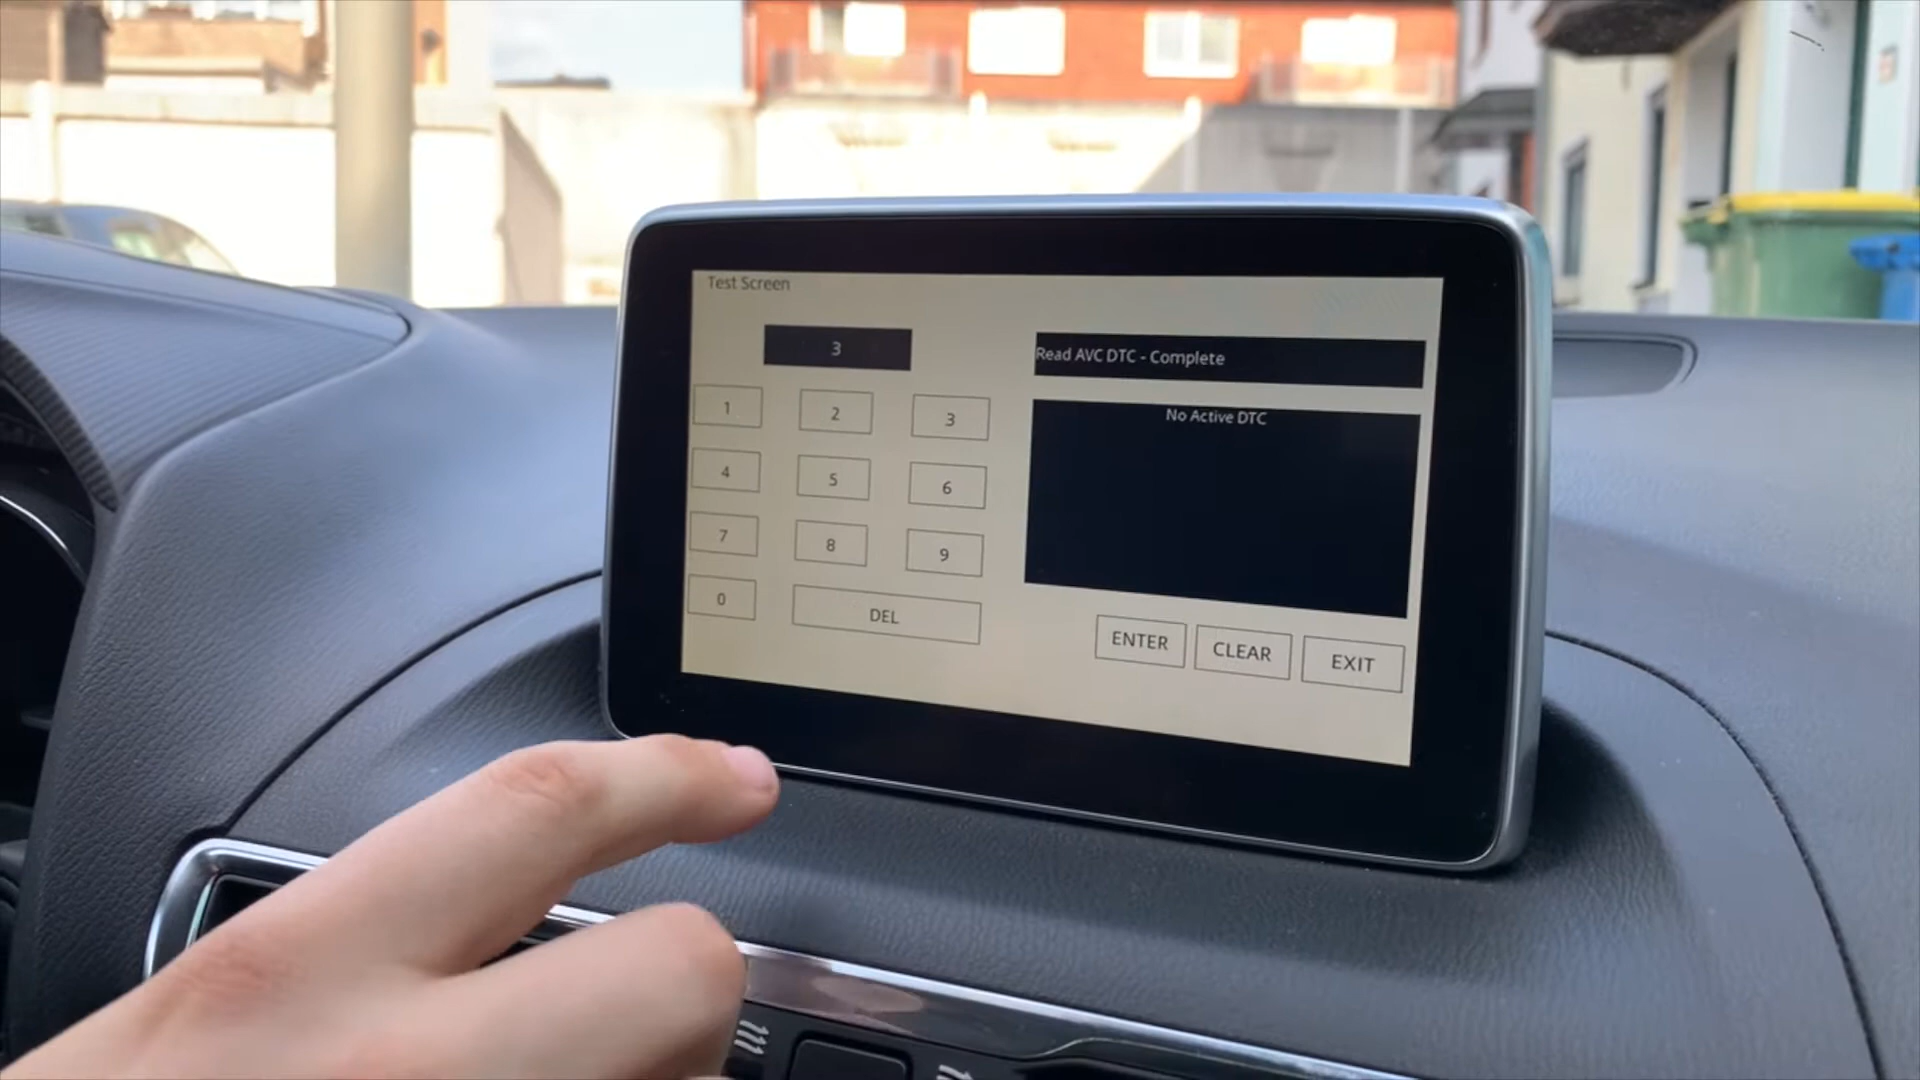 Test Screen
3
Read AVC DTC - Complete
No Active DTC
1 2 3
4 5 6
7 8 9
0 DEL
ENTER CLEAR EXIT